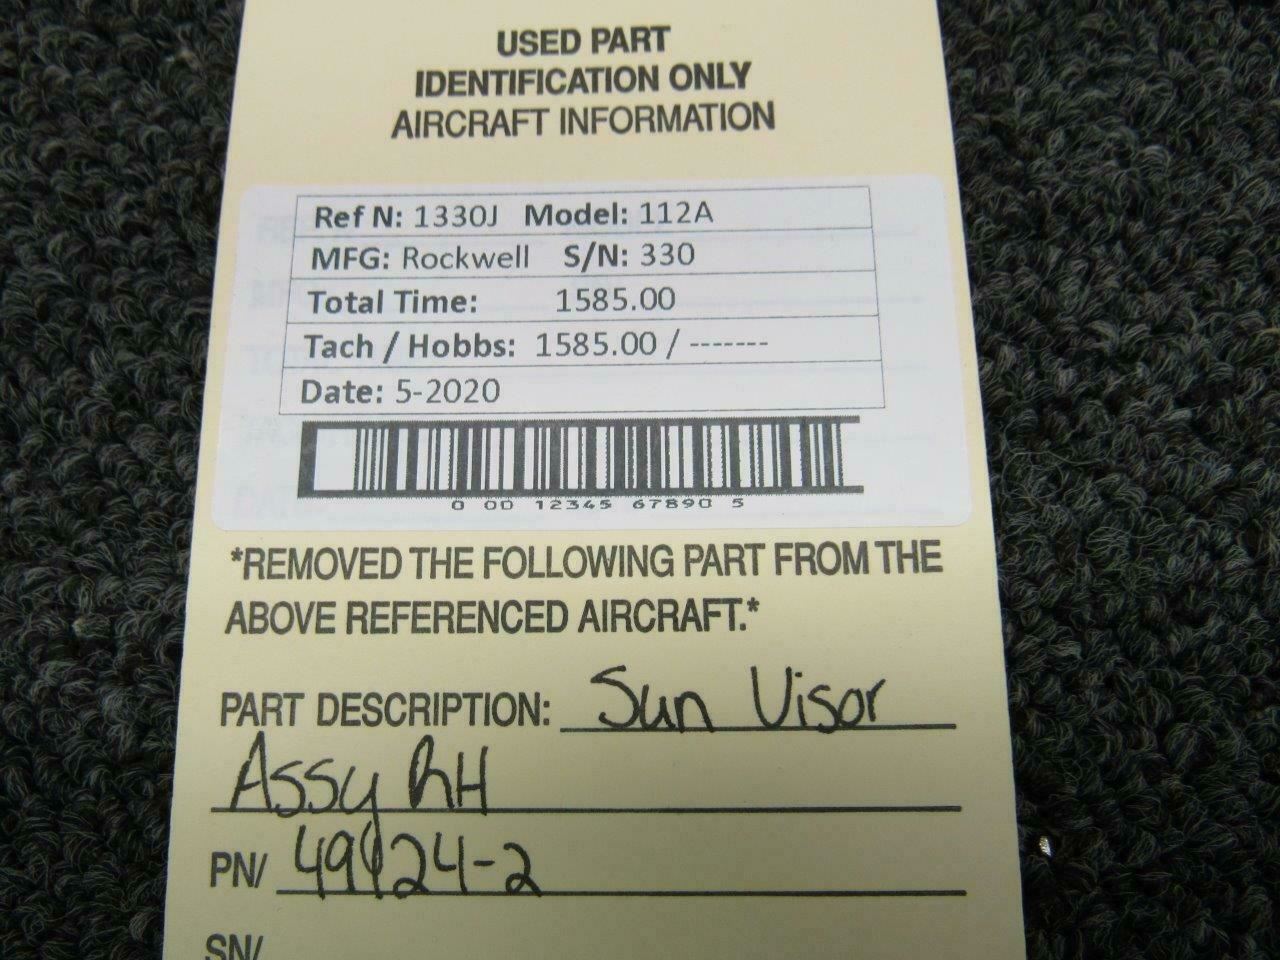 USED PART
IDENTIFICATION ONLY
AIRCRAFT INFORMATION
Ref N: 1330J Model: 112A
MFG: Rockwell S/N: 330
Total Time: 1585.00
Tach / Hobbs: 1585.00 / -------
Date: 5-2020
0 00 12345 67890 5
*REMOVED THE FOLLOWING PART FROM THE
ABOVE REFERENCED AIRCRAFT.*
PART DESCRIPTION: Sun Visor
Assy RH
PN/ 49424-2
SN/